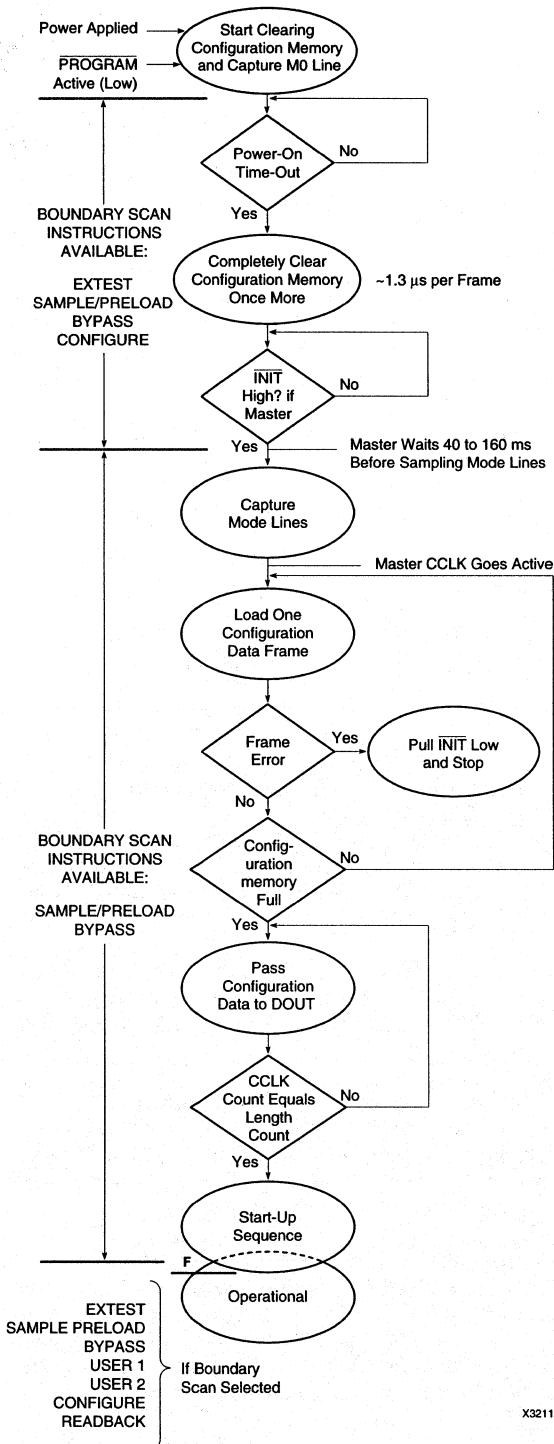 Power Applied
PROGRAM
Active (Low)
Start Clearing
Configuration Memory
and Capture M0 Line
Power-On
Time-Out
No
Yes
BOUNDARY SCAN
INSTRUCTIONS
AVAILABLE:
EXTEST
SAMPLE/PRELOAD
BYPASS
CONFIGURE
Completely Clear
Configuration Memory
Once More
~1.3 μs per Frame
INIT
High? if
Master
No
Yes
Master Waits 40 to 160 ms
Before Sampling Mode Lines
Capture
Mode Lines
Master CCLK Goes Active
Load One
Configuration
Data Frame
Frame
Error
Yes
Pull INIT Low
and Stop
No
BOUNDARY SCAN
INSTRUCTIONS
AVAILABLE:
SAMPLE/PRELOAD
BYPASS
Config-
uration
memory
Full
No
Yes
Pass
Configuration
Data to DOUT
CCLK
Count Equals
Length
Count
No
Yes
Start-Up
Sequence
F
Operational
EXTEST
SAMPLE PRELOAD
BYPASS
USER 1
USER 2
CONFIGURE
READBACK
If Boundary
Scan Selected
X3211